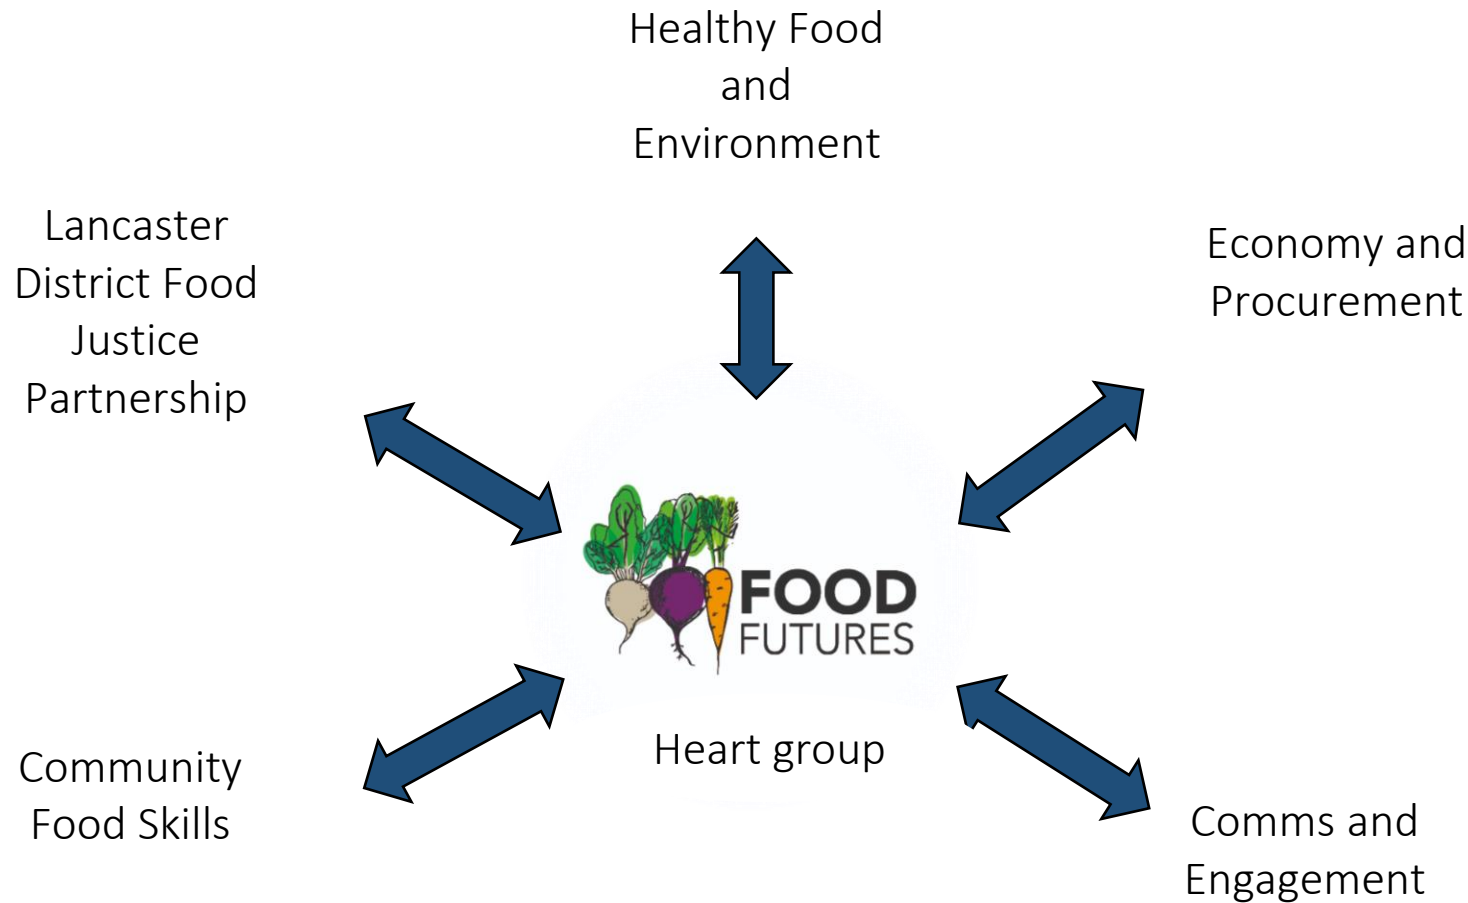 Healthy Food
and
Environment
Lancaster
District Food
Justice
Partnership
Economy and
Procurement
FOOD
FUTURES
Heart group
Community
Food Skills
Comms and
Engagement